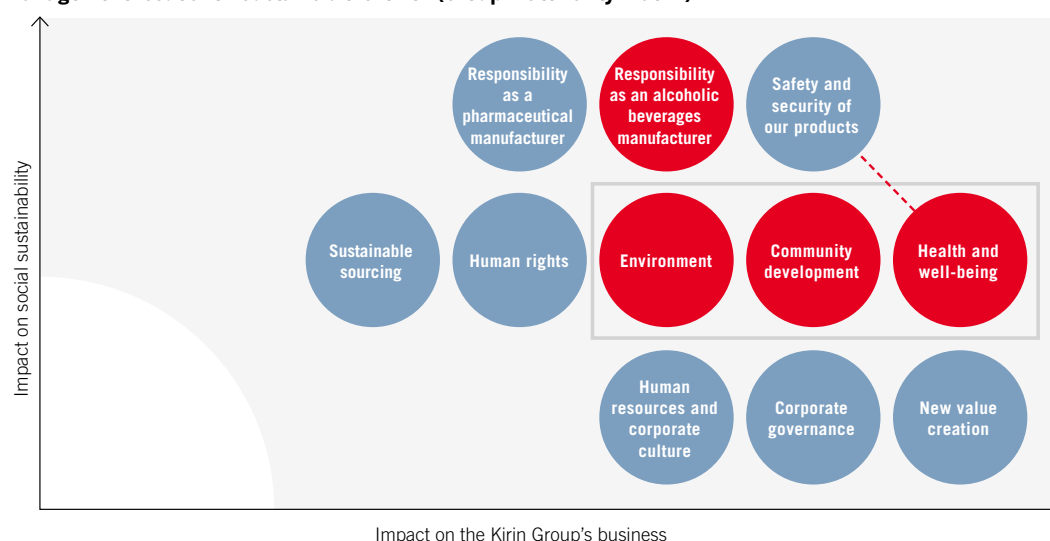 Impact on social sustainability
Responsibility
as a
pharmaceutical
manufacturer
Responsibility
as an alcoholic
beverages
manufacturer
Safety and
security of
our products
Sustainable
sourcing
Human rights
Environment
Community
development
Health and
well-being
Human
resources and
corporate
culture
Corporate
governance
New value
creation
Impact on the Kirin Group's business